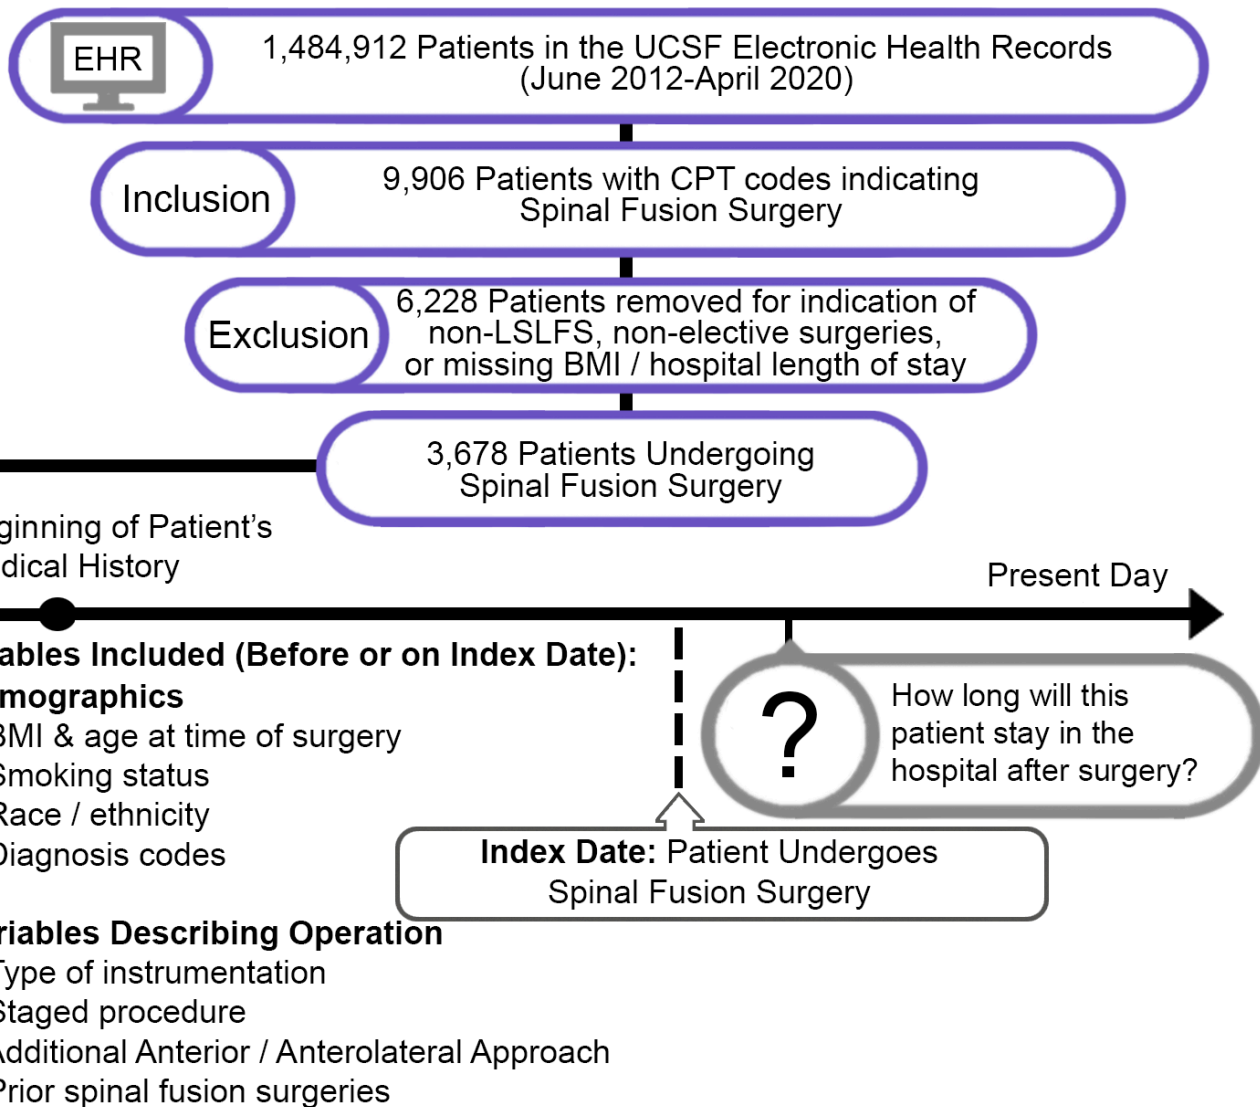 EHR
1,484,912 Patients in the UCSF Electronic Health Records
(June 2012-April 2020)
Inclusion
9,906 Patients with CPT codes indicating
Spinal Fusion Surgery
Exclusion
6,228 Patients removed for indication of
non-LSLFS, non-elective surgeries,
or missing BMI / hospital length of stay
3,678 Patients Undergoing
Spinal Fusion Surgery
ginning of Patient's
dical History
Present Day
ables Included (Before or on Index Date):
mographics
BMI & age at time of surgery
Smoking status
Race / ethnicity
Diagnosis codes
?
How long will this
patient stay in the
hospital after surgery?
Index Date: Patient Undergoes
Spinal Fusion Surgery
riables Describing Operation
Type of instrumentation
Staged procedure
Additional Anterior / Anterolateral Approach
Prior spinal fusion surgeries